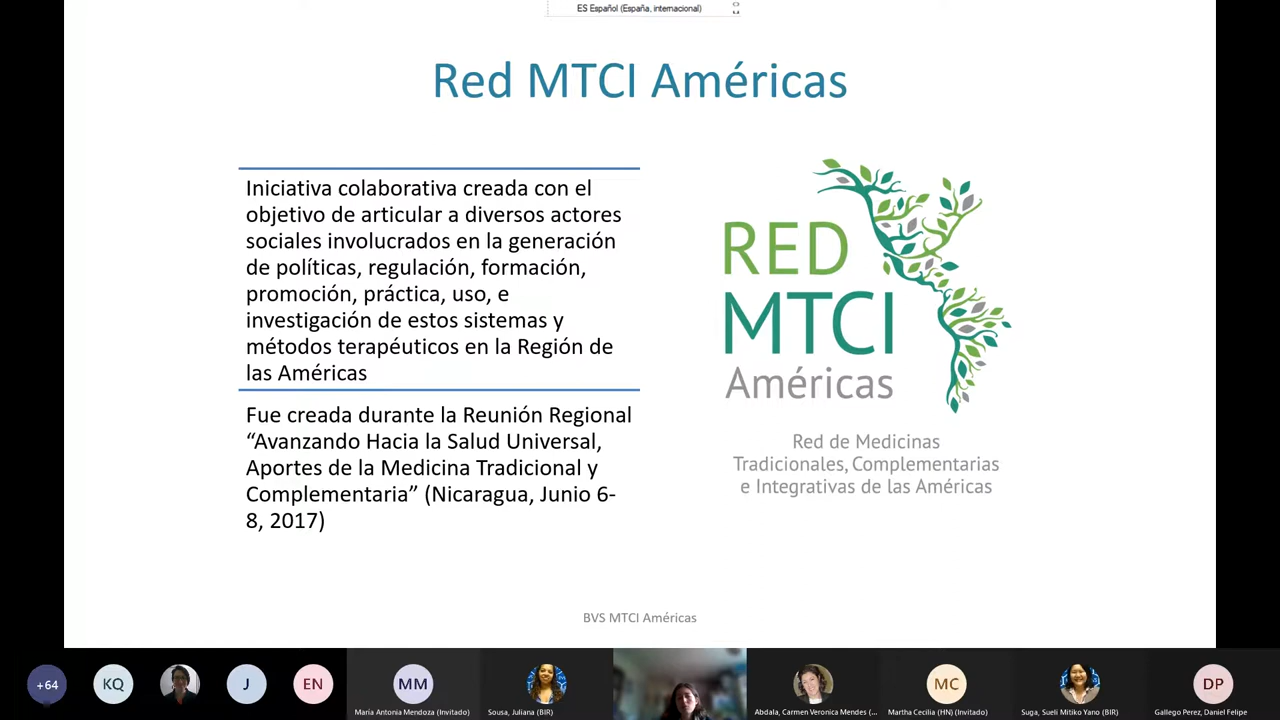 ES Español (España, internacional)
Red MTCI Américas
Iniciativa colaborativa creada con el
objetivo de articular a diversos actores
sociales involucrados en la generación
de políticas, regulación, formación,
promoción, práctica, uso, e
investigación de estos sistemas y
métodos terapéuticos en la Región de
las Américas
Fue creada durante la Reunión Regional
“Avanzando Hacia la Salud Universal,
Aportes de la Medicina Tradicional y
Complementaria” (Nicaragua, Junio 6-
8, 2017)
RED
MTCI
Américas
Red de Medicinas
Tradicionales, Complementarias
e Integrativas de las Américas
BVS MTCI Américas
+64
KQ
J
EN
MM
MC
DP
Maria Antonia Mendoza (Invitado)
Sousa, Juliana (BIR)
Abdala, Carmen Veronica Mendes (...
Martha Cecilia (HN) (Invitado)
Suga, Sueli Mitiko Yano (BIR)
Gallego Perez, Daniel Felipe